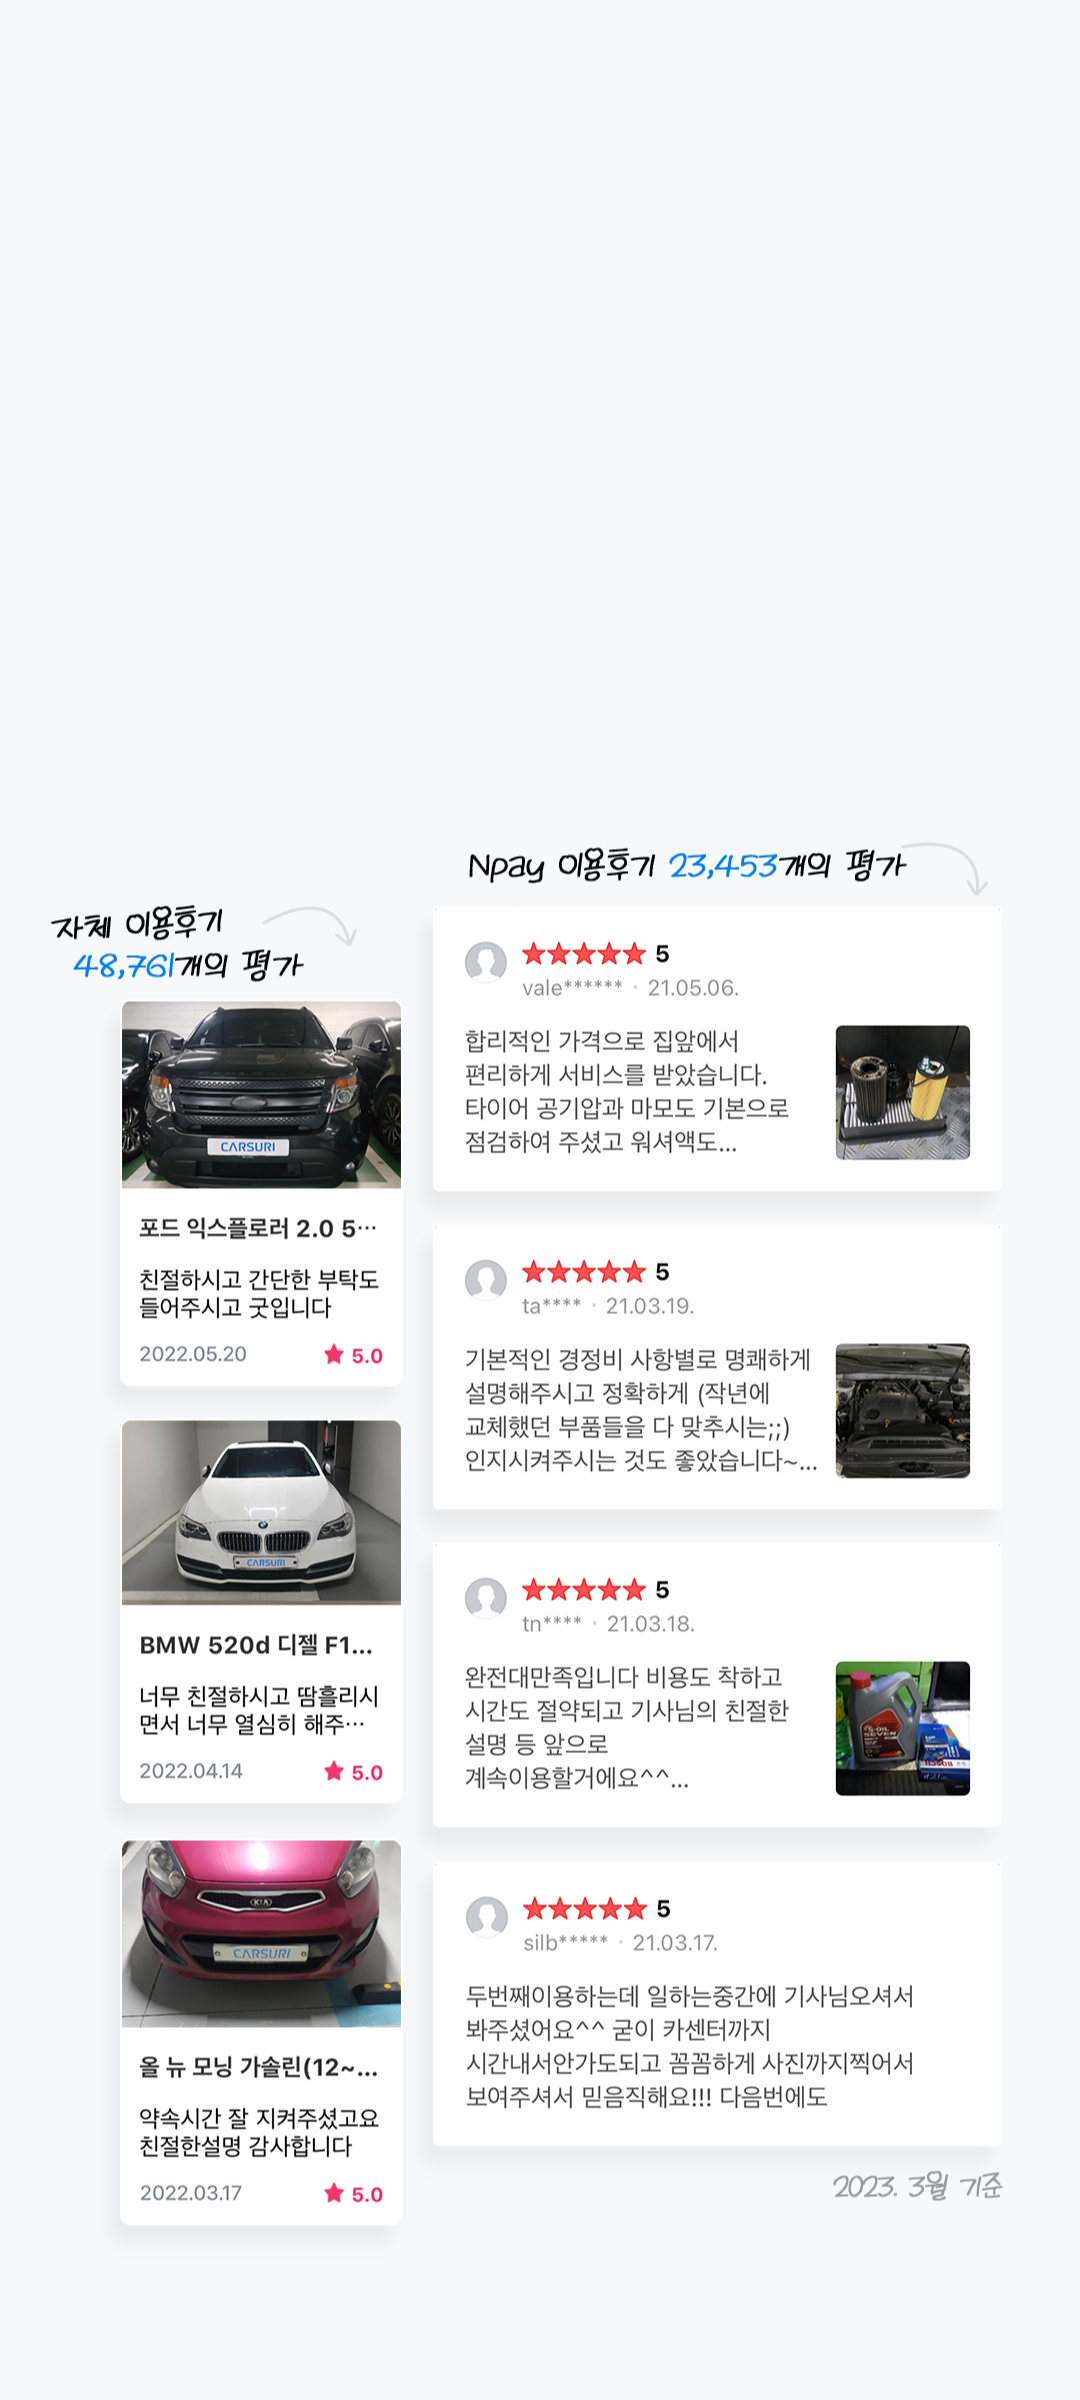 Npay 이용후기 23,453개의 평가
자체 이용후기
48,761개의 평가
CARSURI
포드 익스플로러 2.0 5…
친절하시고 간단한 부탁도
들어주시고 굿입니다
2022.05.20 ★ 5.0
CARSURI
BMW 520d 디젤 F1...
너무 친절하시고 땀흘리시
면서 너무 열심히 해주…
2022.04.14 ★ 5.0
KIA
CARSURI
올 뉴 모닝 가솔린(12~...
약속시간 잘 지켜주셨고요
친절한설명 감사합니다
2022.03.17 ★ 5.0
★★★★★ 5
vale****** · 21.05.06.
합리적인 가격으로 집앞에서
편리하게 서비스를 받았습니다.
타이어 공기압과 마모도 기본으로
점검하여 주셨고 워셔액도...
★★★★★ 5
ta**** · 21.03.19.
기본적인 경정비 사항별로 명쾌하게
설명해주시고 정확하게 (작년에
교체했던 부품들을 다 맞추시는;;)
인지시켜주시는 것도 좋았습니다~...
★★★★★ 5
tn**** · 21.03.18.
완전대만족입니다 비용도 착하고
시간도 절약되고 기사님의 친절한
설명 등 앞으로
계속이용할거에요^^...
S-OIL
SEVEN
BOSCH
★★★★★ 5
silb***** · 21.03.17.
두번째이용하는데 일하는중간에 기사님오셔서
봐주셨어요^^ 굳이 카센터까지
시간내서안가도되고 꼼꼼하게 사진까지찍어서
보여주셔서 믿음직해요!!! 다음번에도
2023. 3월 기준